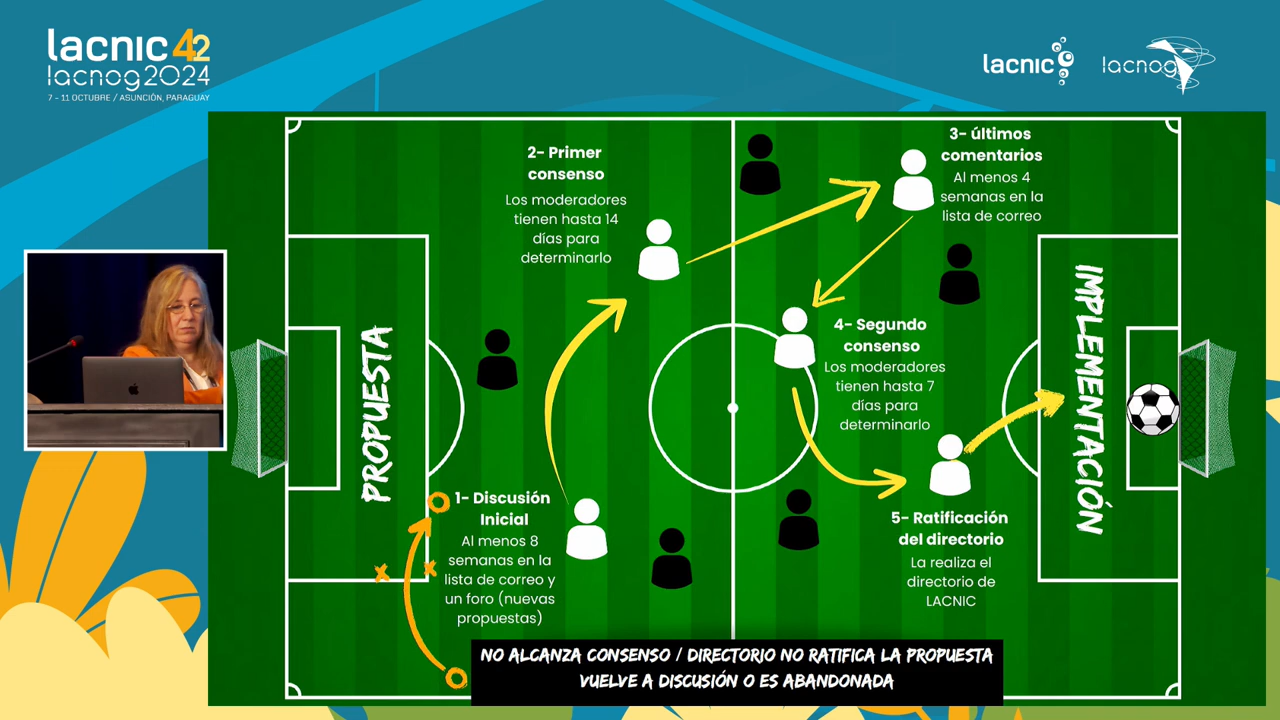 lacnic 42
lacnog2024
7 - 11 OCTUBRE / ASUNCIÓN, PARAGUAY
lacnic
lacnog
PROPUESTA
1- Discusión
Inicial
Al menos 8
semanas en la
lista de correo y
un foro (nuevas
propuestas)
2- Primer
consenso
Los moderadores
tienen hasta 14
días para
determinarlo
3- últimos
comentarios
Al menos 4
semanas en la
lista de correo
4- Segundo
consenso
Los moderadores
tienen hasta 7
días para
determinarlo
5- Ratificación
del directorio
La realiza el
directorio de
LACNIC
IMPLEMENTACIÓN
NO ALCANZA CONSENSO / DIRECTORIO NO RATIFICA LA PROPUESTA
VUELVE A DISCUSIÓN O ES ABANDONADA